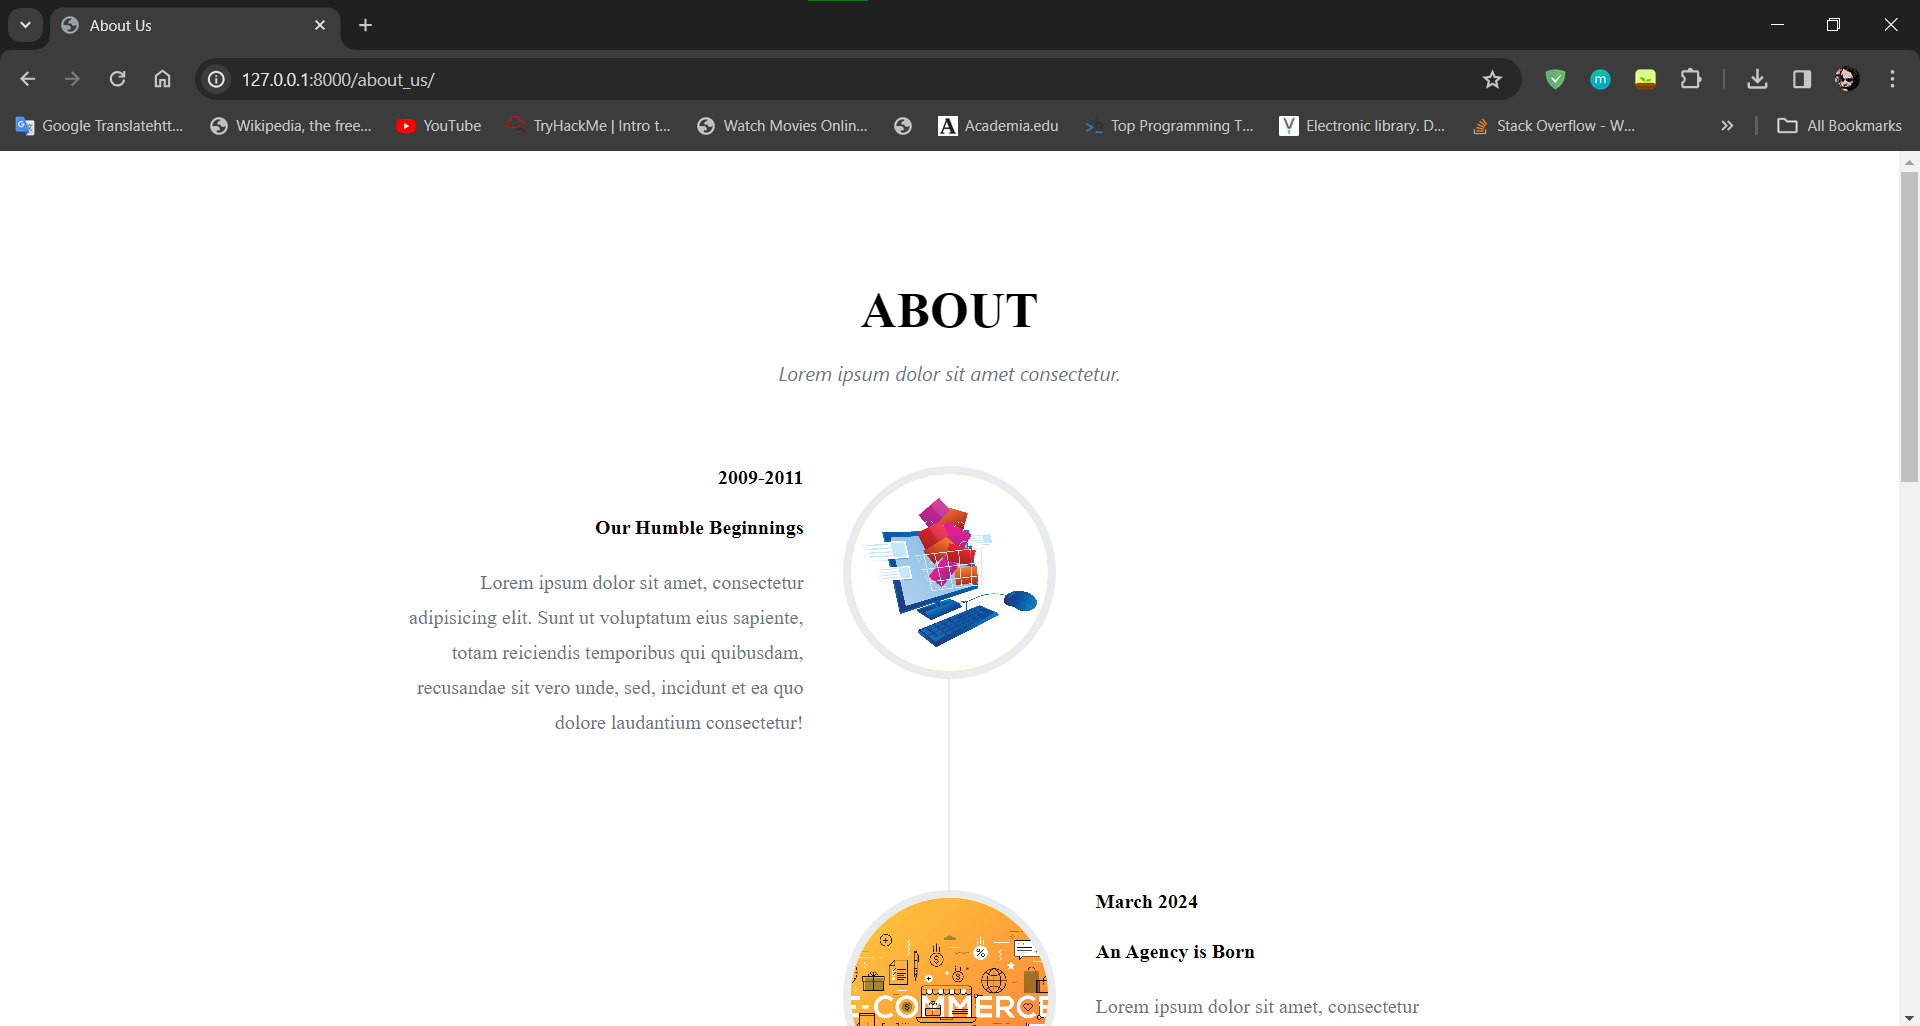 About Us
127.0.0.1:8000/about_us/
Google Translatehtt...
Wikipedia, the free...
YouTube
TryHackMe | Intro t...
Watch Movies Onlin...
Academia.edu
Top Programming T...
Electronic library. D...
Stack Overflow - W...
All Bookmarks
ABOUT
Lorem ipsum dolor sit amet consectetur.
2009-2011
Our Humble Beginnings
Lorem ipsum dolor sit amet, consectetur
adipisicing elit. Sunt ut voluptatum eius sapiente,
totam reiciendis temporibus qui quibusdam,
recusandae sit vero unde, sed, incidunt et ea quo
dolore laudantium consectetur!
March 2024
An Agency is Born
Lorem ipsum dolor sit amet, consectetur
E-COMMERCE